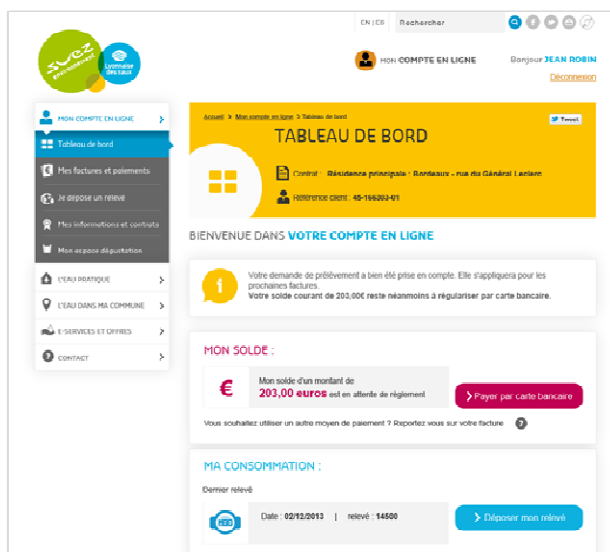 EN | ES Rechercher
suez
environnement
Lyonnaise
des eaux
MON COMPTE EN LIGNE
Bonjour JEAN ROBIN
Déconnexion
MON COMPTE EN LIGNE
Tableau de bord
Mes factures et paiements
Je dépose un relevé
Mes informations et contrats
Mon espace dégustation
L'EAU PRATIQUE
L'EAU DANS MA COMMUNE
E-SERVICES ET OFFRES
CONTACT
Accueil > Mon compte en ligne > Tableau de bord
Tweet
TABLEAU DE BORD
Contrat : Résidence principale : Bordeaux - rue du Général Leclerc
Référence client : 45-166303-01
BIENVENUE DANS VOTRE COMPTE EN LIGNE
Votre demande de prélèvement a bien été prise en compte. Elle s'appliquera pour les
prochaines factures.
Votre solde courant de 203,00€ reste néanmoins à régulariser par carte bancaire.
MON SOLDE :
€
Mon solde d'un montant de
203,00 euros est en attente de règlement
Payer par carte bancaire
Vous souhaitez utiliser un autre moyen de paiement ? Reportez vous sur votre facture ?
MA CONSOMMATION :
Dernier relevé
Date : 02/12/2013 | relevé : 14500
Déposer mon relevé